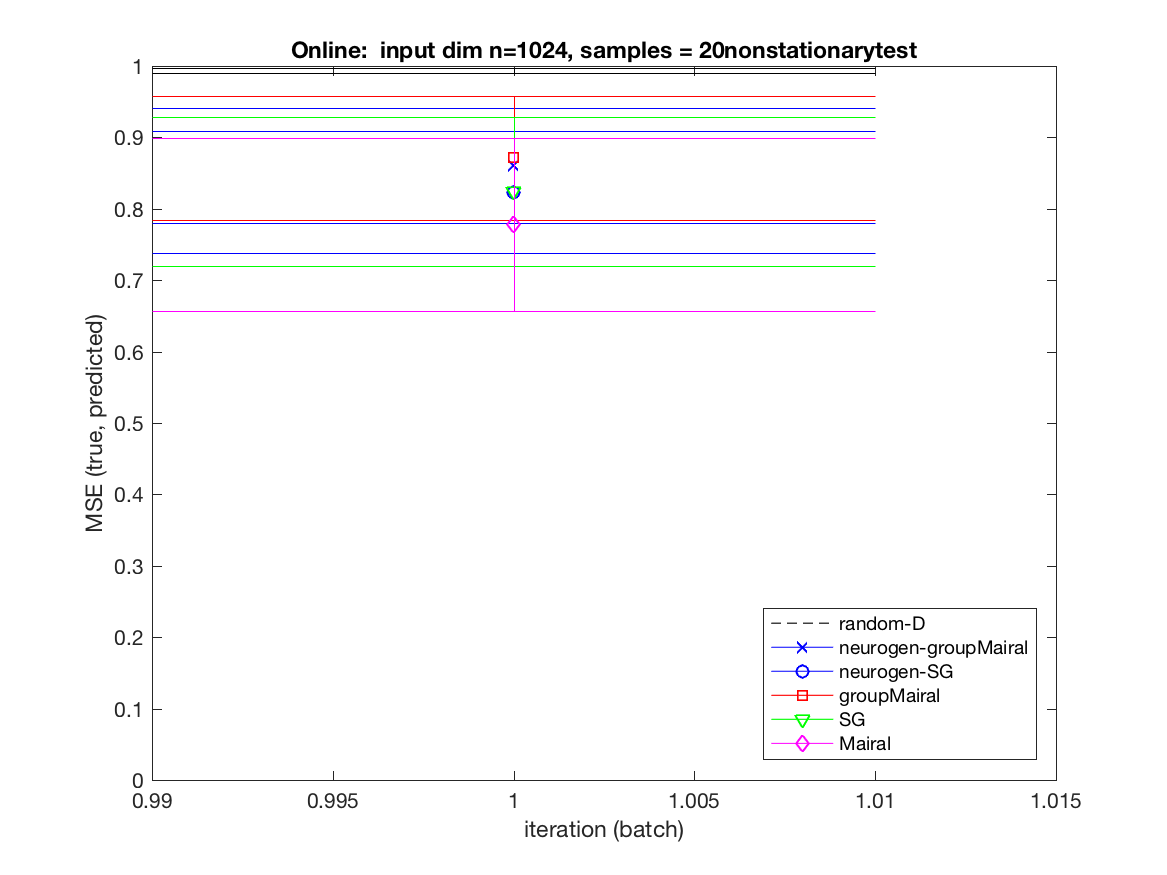 Online:  input dim n=1024, samples = 20nonstationarytest
1
0.9
0.8
0.7
0.6
0.5
0.4
0.3
0.2
0.1
0
MSE (true, predicted)
random-D
neurogen-groupMairal
neurogen-SG
groupMairal
SG
Mairal
0.99 0.995 1 1.005 1.01 1.015
iteration (batch)